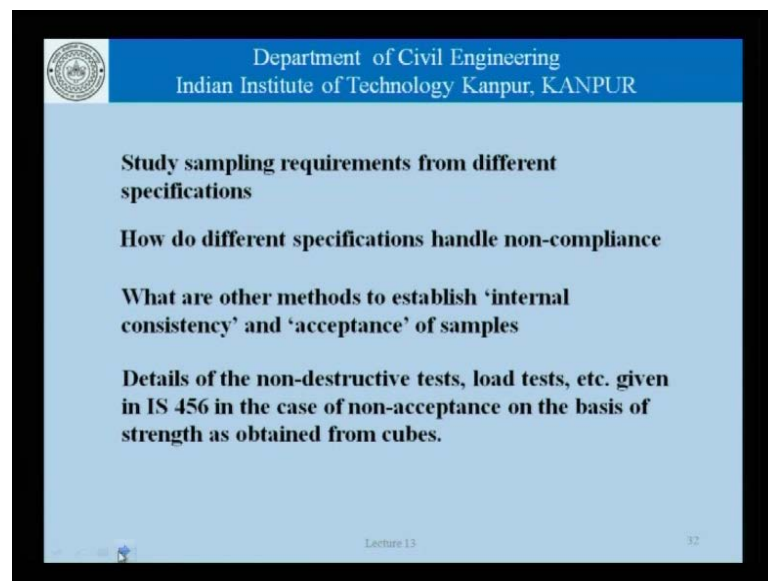 Department of Civil Engineering
Indian Institute of Technology Kanpur, KANPUR
Study sampling requirements from different
specifications
How do different specifications handle non-compliance
What are other methods to establish ‘internal
consistency’ and ‘acceptance’ of samples
Details of the non-destructive tests, load tests, etc. given
in IS 456 in the case of non-acceptance on the basis of
strength as obtained from cubes.
Lecture 13
32